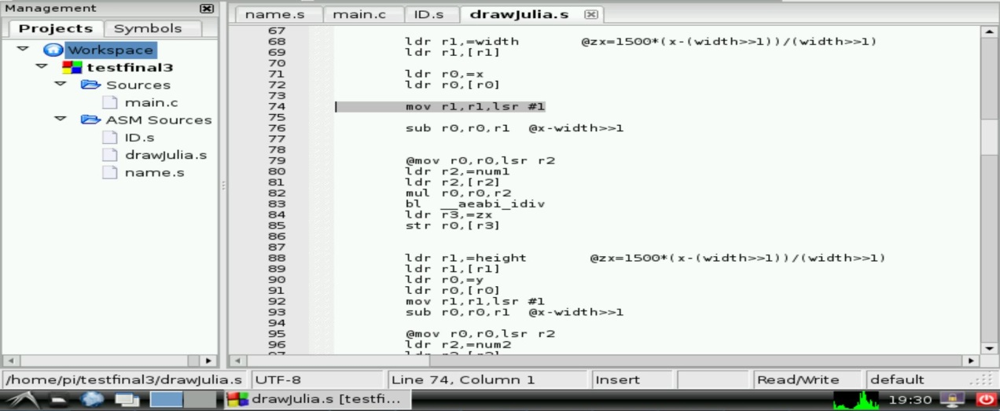 Management
Projects Symbols
Workspace
testfinal3
Sources
main.c
ASM Sources
ID.s
drawJulia.s
name.s
name.s main.c ID.s drawJulia.s
67
68 ldr r1,=width @zx=1500*(x-(width>>1))/(width>>1)
69 ldr r1,[r1]
70
71 ldr r0,=x
72 ldr r0,[r0]
73
74 mov r1,r1,lsr #1
75
76 sub r0,r0,r1 @x-width>>1
77
78
79 @mov r0,r0,lsr r2
80 ldr r2,=num1
81 ldr r2,[r2]
82 mul r0,r0,r2
83 bl __aeabi_idiv
84 ldr r3,=zx
85 str r0,[r3]
86
87
88 ldr r1,=height @zx=1500*(x-(width>>1))/(width>>1)
89 ldr r1,[r1]
90 ldr r0,=y
91 ldr r0,[r0]
92 mov r1,r1,lsr #1
93 sub r0,r0,r1 @x-width>>1
94
95 @mov r0,r0,lsr r2
96 ldr r2,=num2
/home/pi/testfinal3/drawJulia.s UTF-8 Line 74, Column 1 Insert Read/Write default
drawJulia.s [testfi... 19:30